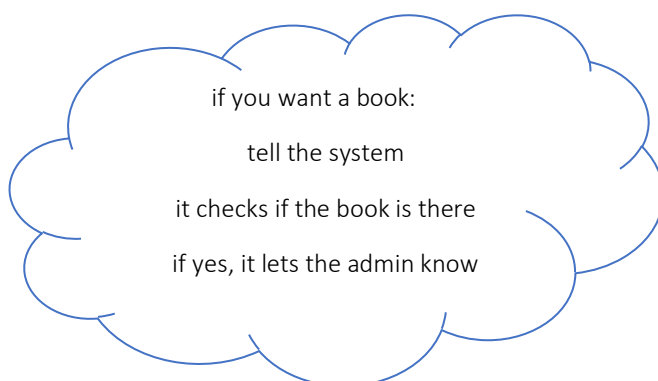 if you want a book:
tell the system
it checks if the book is there
if yes, it lets the admin know